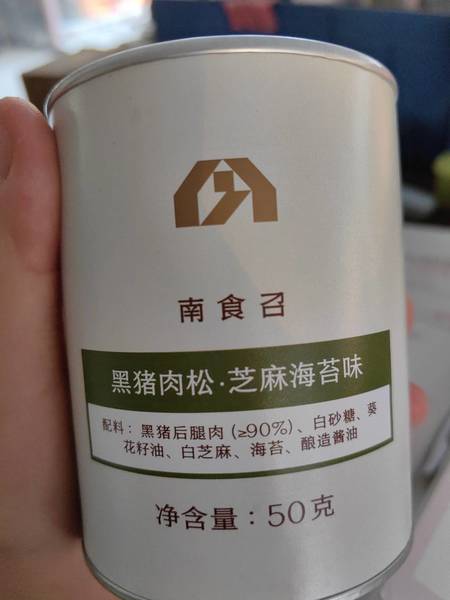 南食召
黑猪肉松·芝麻海苔味
配料：黑猪后腿肉(≥90%)、白砂糖、葵
花籽油、白芝麻、海苔、酿造酱油
净含量：50克